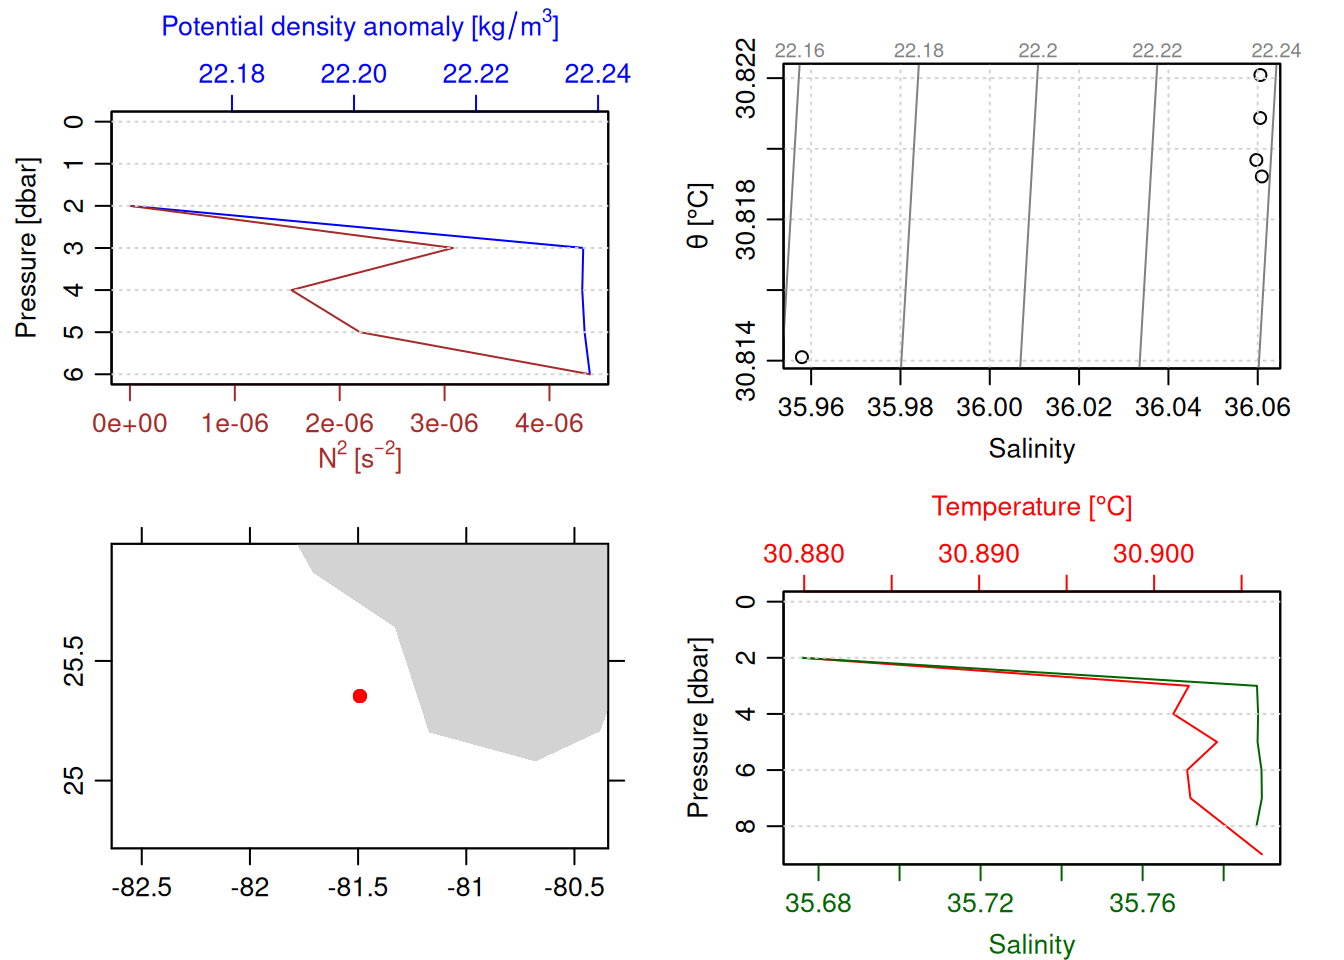 Potential density anomaly [kg/m³]
22.18 22.20 22.22 22.24
Pressure [dbar]
0
1
2
3
4
5
6
0e+00 1e-06 2e-06 3e-06 4e-06
N² [s⁻²]
22.16 22.18 22.2 22.22 22.24
θ [°C]
30.822
30.818
30.814
35.96 35.98 36.00 36.02 36.04 36.06
Salinity
25.5
25
-82.5 -82 -81.5 -81 -80.5
Temperature [°C]
30.880 30.890 30.900
Pressure [dbar]
0
2
4
6
8
35.68 35.72 35.76
Salinity